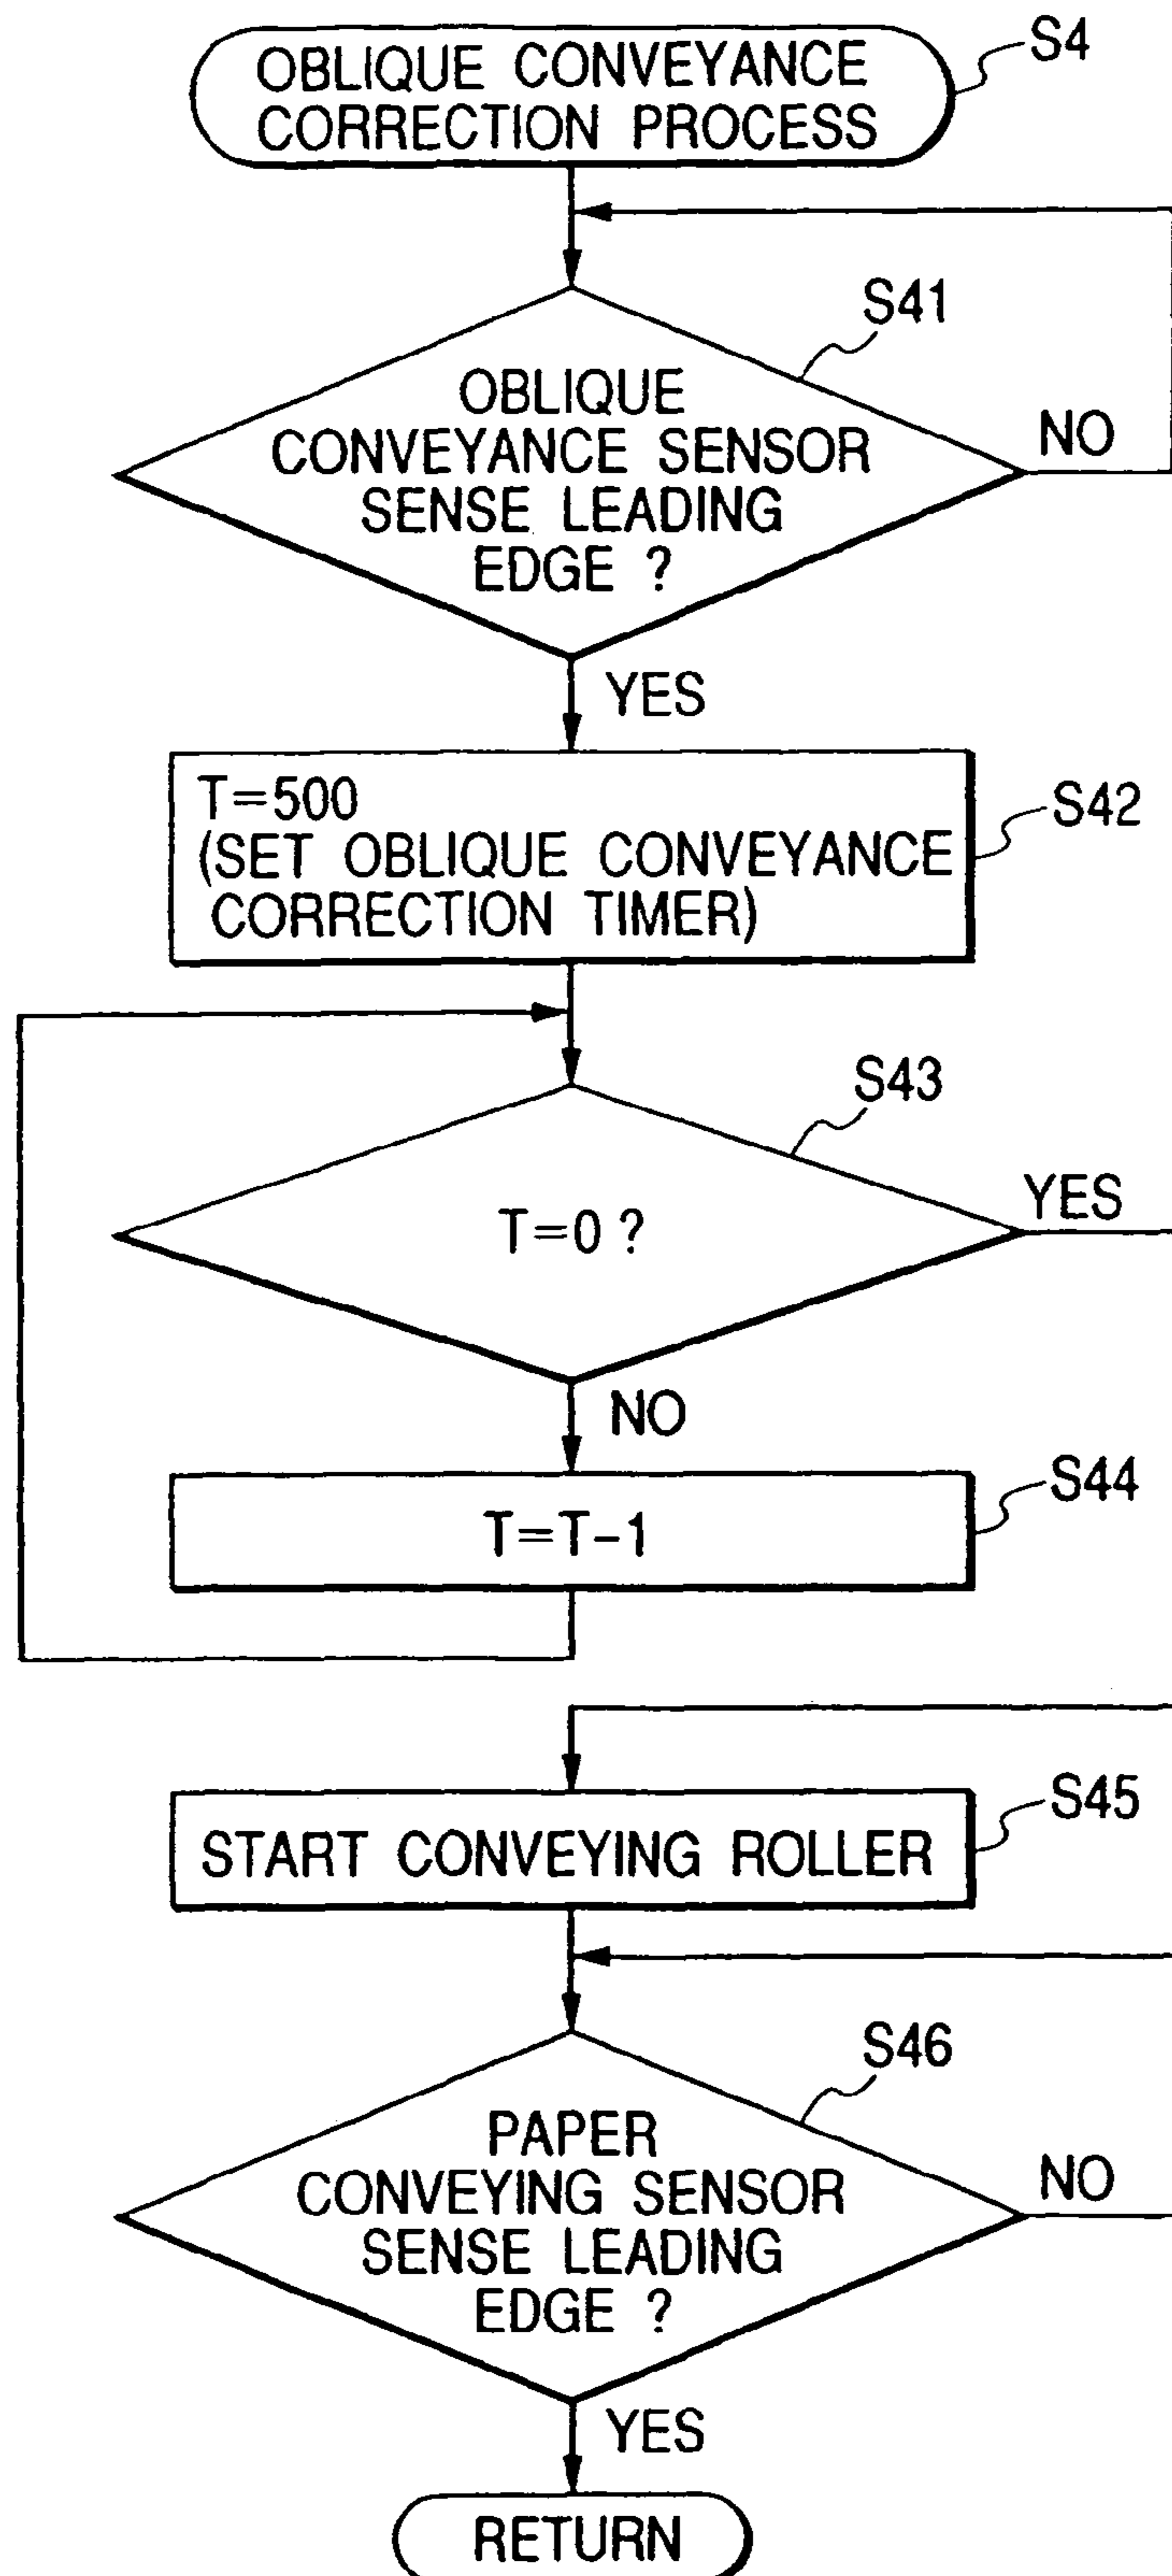 OBLIQUE CONVEYANCE
CORRECTION PROCESS
S4
S41
OBLIQUE
CONVEYANCE SENSOR
SENSE LEADING
EDGE ?
NO
YES
T=500
(SET OBLIQUE CONVEYANCE
CORRECTION TIMER)
S42
S43
T=0 ?
YES
NO
T=T-1
S44
START CONVEYING ROLLER
S45
S46
PAPER
CONVEYING SENSOR
SENSE LEADING
EDGE ?
NO
YES
RETURN